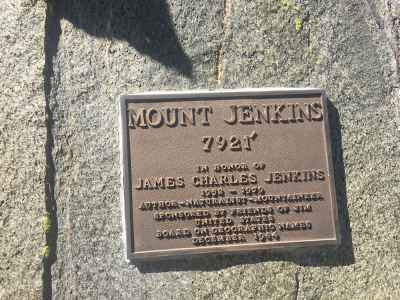 MOUNT JENKINS
7921'
IN HONOR OF
JAMES CHARLES JENKINS
AUTHOR-NATURALIST-MOUNTAINEER
SPONSORED BY FRIENDS OF JIM
UNITED STATES
BOARD ON GEOGRAPHIC NAMES
DECEMBER